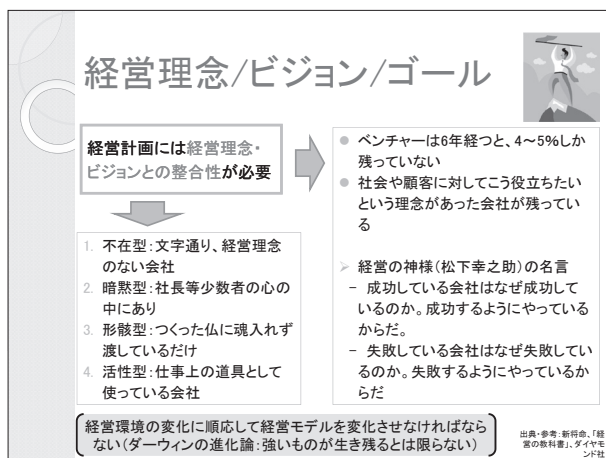 経営理念/ビジョン/ゴール
経営計画には経営理念・
ビジョンとの整合性が必要
1. 不在型:文字通り、経営理念
のない会社
2. 暗黙型:社長等少数者の心の
中にあり
3. 形骸型:つくった仏に魂入れず
渡しているだけ
4. 活性型:仕事上の道具として
使っている会社
● ベンチャーは6年経つと、4～5%しか
残っていない
● 社会や顧客に対してこう役立ちたい
という理念があった会社が残ってい
る
➢ 経営の神様(松下幸之助)の名言
- 成功している会社はなぜ成功して
いるのか。成功するようにやっている
からだ。
- 失敗している会社はなぜ失敗してい
るのか。失敗するようにやっているか
らだ
経営環境の変化に順応して経営モデルを変化させなければなら
ない(ダーウィンの進化論:強いものが生き残るとは限らない)
出典・参考:新将命、「経
営の教科書」、ダイヤモ
ンド社